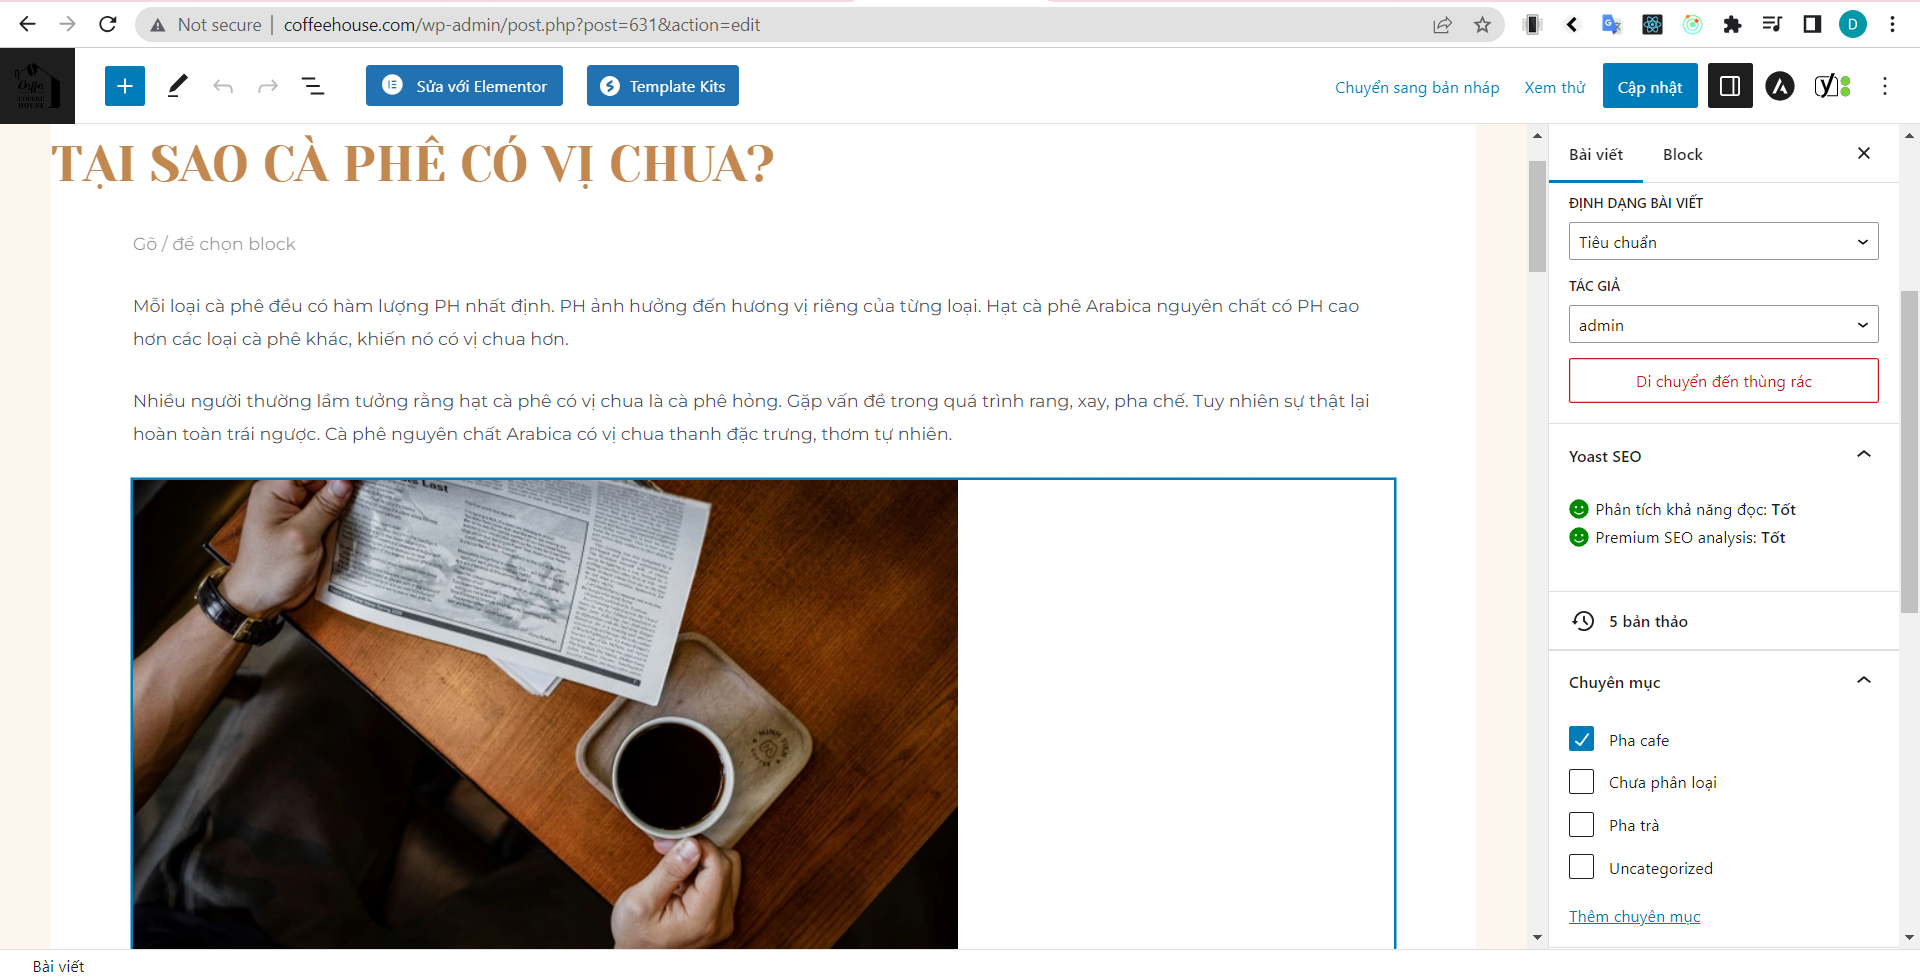 Not secure
coffeehouse.com/wp-admin/post.php?post=631&action=edit
D
Coffe
COFFEE
HOUSE
Sửa với Elementor
Template Kits
Chuyển sang bản nháp
Xem thử
Cập nhật
TẠI SAO CÀ PHÊ CÓ VỊ CHUA?
Gõ / để chọn block
Mỗi loại cà phê đều có hàm lượng PH nhất định. PH ảnh hưởng đến hương vị riêng của từng loại. Hạt cà phê Arabica nguyên chất có PH cao
hơn các loại cà phê khác, khiến nó có vị chua hơn.
Nhiều người thường lầm tưởng rằng hạt cà phê có vị chua là cà phê hỏng. Gặp vấn đề trong quá trình rang, xay, pha chế. Tuy nhiên sự thật lại
hoàn toàn trái ngược. Cà phê nguyên chất Arabica có vị chua thanh đặc trưng, thơm tự nhiên.
Last
Bài viết
Block
ĐỊNH DẠNG BÀI VIẾT
Tiêu chuẩn
TÁC GIẢ
admin
Di chuyển đến thùng rác
Yoast SEO
Phân tích khả năng đọc: Tốt
Premium SEO analysis: Tốt
5 bản thảo
Chuyên mục
Pha cafe
Chưa phân loại
Pha trà
Uncategorized
Thêm chuyên mục
Bài viết